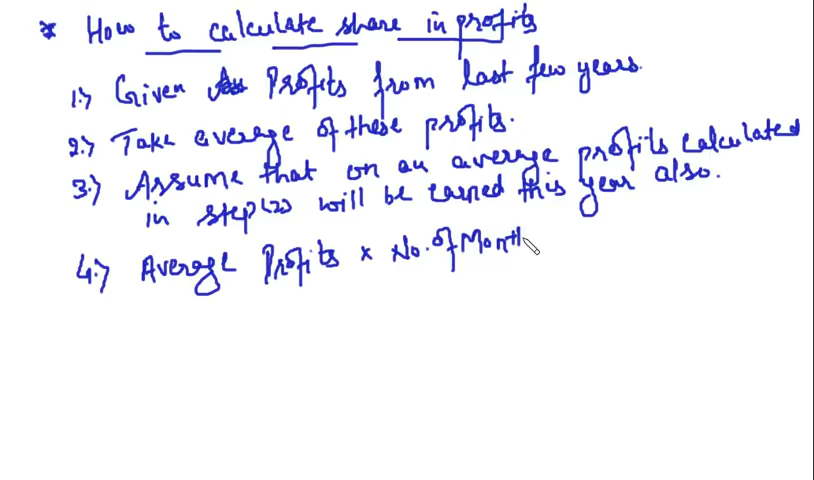 * How to calculate share in profits
1.) Given Profits from last few years.
2.) Take average of these profits.
3.) Assume that on an average profits calculated
in step(2) will be earned this year also.
4.) Average Profits × No. of Month